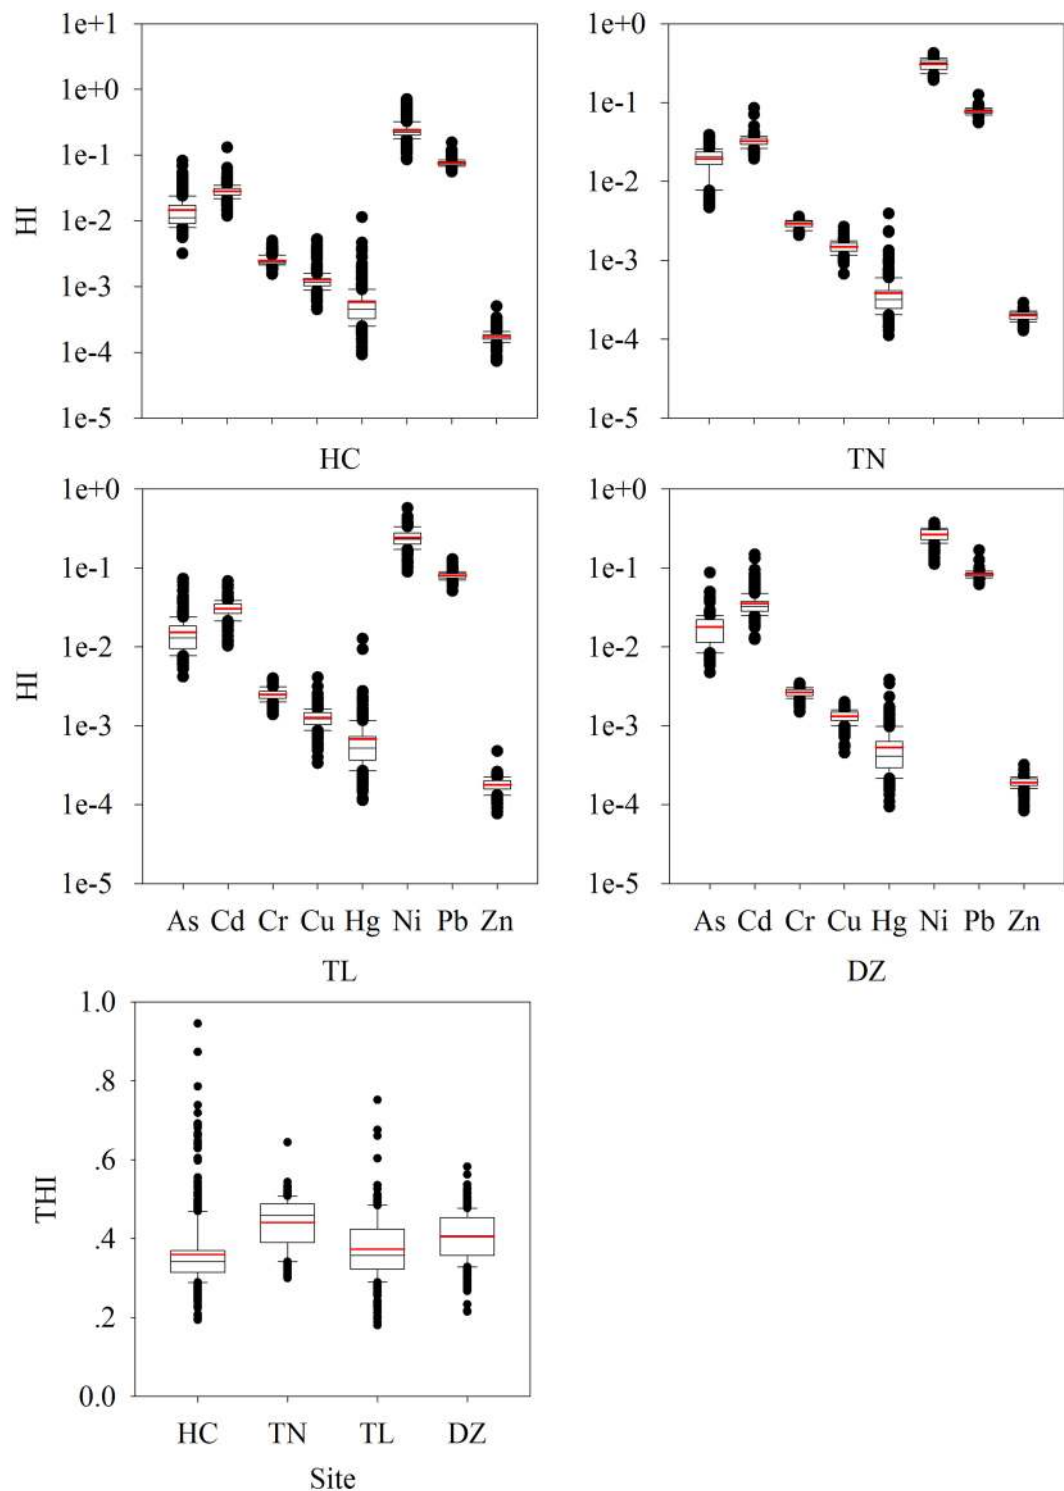 1e+1
1e+0
1e-1
1e-2
1e-3
1e-4
1e-5
HI
HC
1e+0
1e-1
1e-2
1e-3
1e-4
1e-5
TN
1e+0
1e-1
1e-2
1e-3
1e-4
1e-5
HI
As Cd Cr Cu Hg Ni Pb Zn
TL
1e+0
1e-1
1e-2
1e-3
1e-4
1e-5
As Cd Cr Cu Hg Ni Pb Zn
DZ
1.0
.8
.6
.4
.2
0.0
THI
HC TN TL DZ
Site